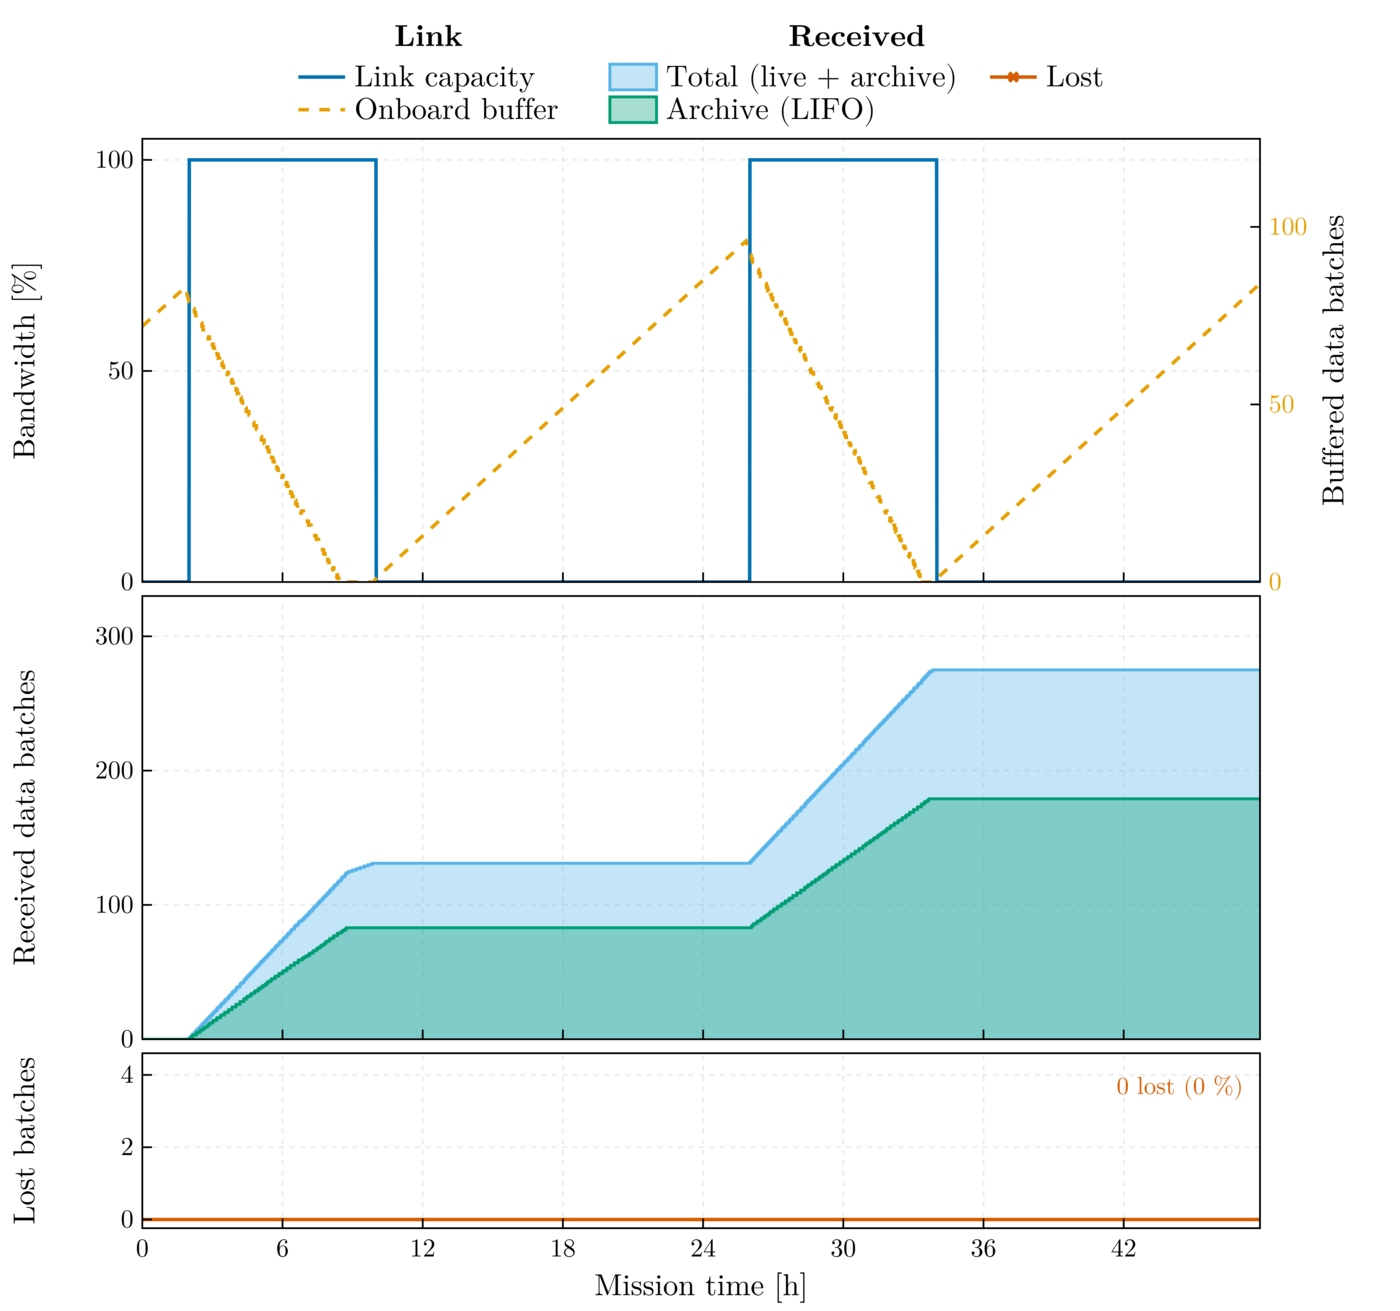 Link
Received
Link capacity
Onboard buffer
Total (live + archive)
Archive (LIFO)
Lost
Bandwidth [%]
100
50
0
100
50
0
Buffered data batches
Received data batches
300
200
100
0
Lost batches
4
2
0
0 lost (0 %)
0 6 12 18 24 30 36 42
Mission time [h]